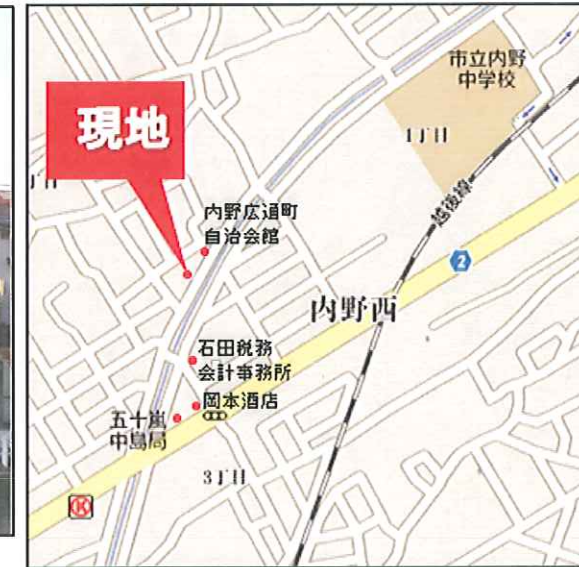 市立内野
中学校
現地
1丁目
丁目
越後線
内野広通町
自治会館
2
内野西
石田税務
会計事務所
岡本酒店
五十嵐
中島局
3丁目
K